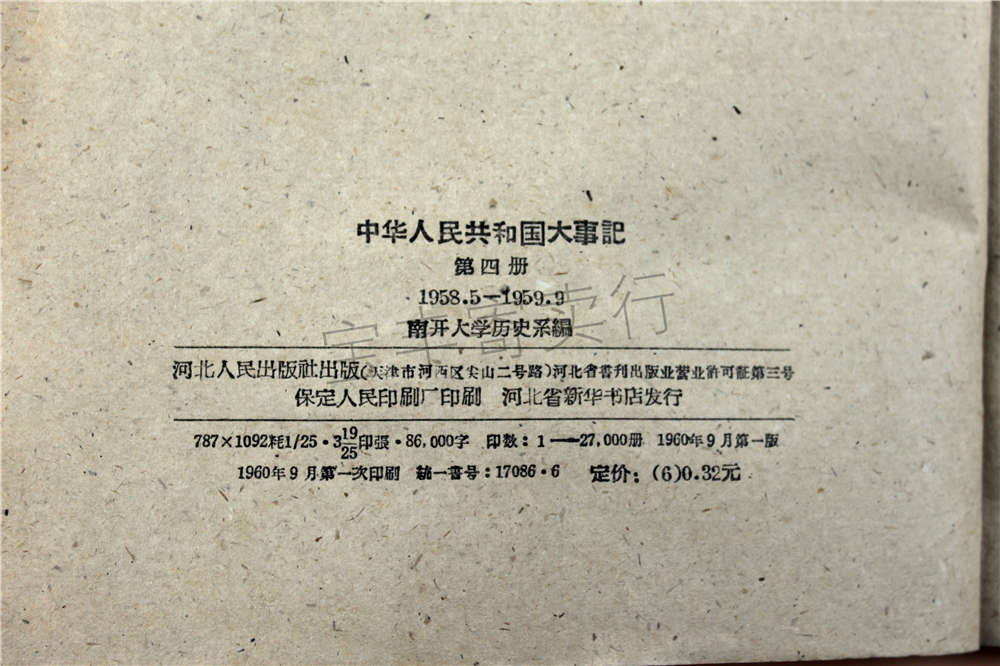 中华人民共和国大事記
第四册
1958.5—1959.9
南开大学历史系編
河北人民出版社出版(天津市河西区尖山二号路)河北省書刊出版业营业許可証第三号
保定人民印刷厂印刷 河北省新华书店发行
787×1092粍1/25·3 19/25印張·86,000字 印数：1—27,000册 1960年9月第一版
1960年9月第一次印刷 統一書号：17086·6 定价：(6)0.32元